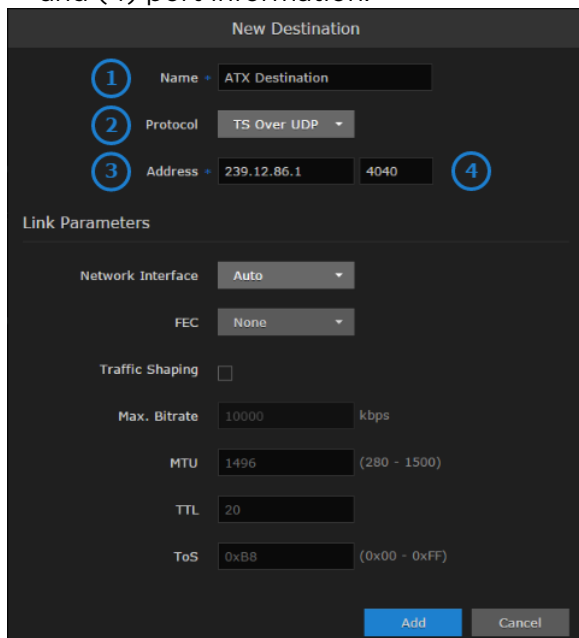 and (4) port information.
New Destination
1 Name * ATX Destination
2 Protocol TS Over UDP
3 Address * 239.12.86.1 4040 4
Link Parameters
Network Interface Auto
FEC None
Traffic Shaping
Max. Bitrate 10000 kbps
MTU 1496 (280 - 1500)
TTL 20
ToS 0xB8 (0x00 - 0xFF)
Add Cancel